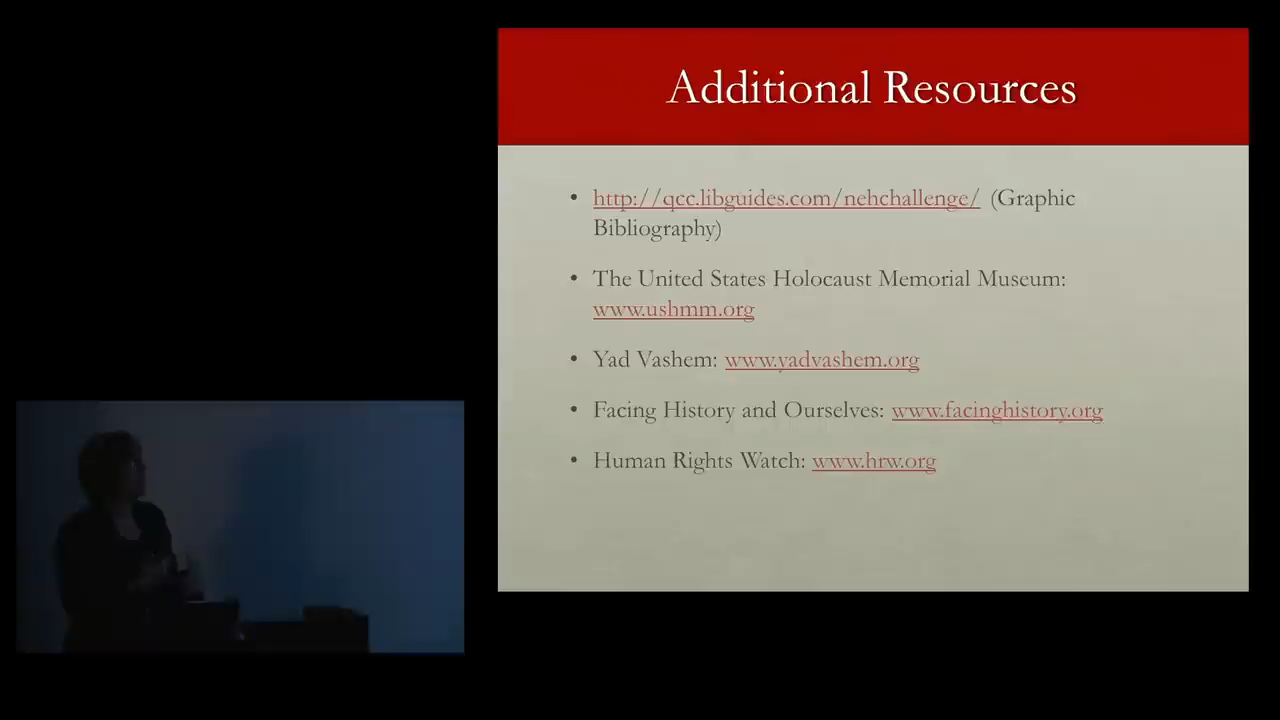 Additional Resources
• http://qcc.libguides.com/nehchallenge/ (Graphic
Bibliography)
• The United States Holocaust Memorial Museum:
www.ushmm.org
• Yad Vashem: www.yadvashem.org
• Facing History and Ourselves: www.facinghistory.org
• Human Rights Watch: www.hrw.org